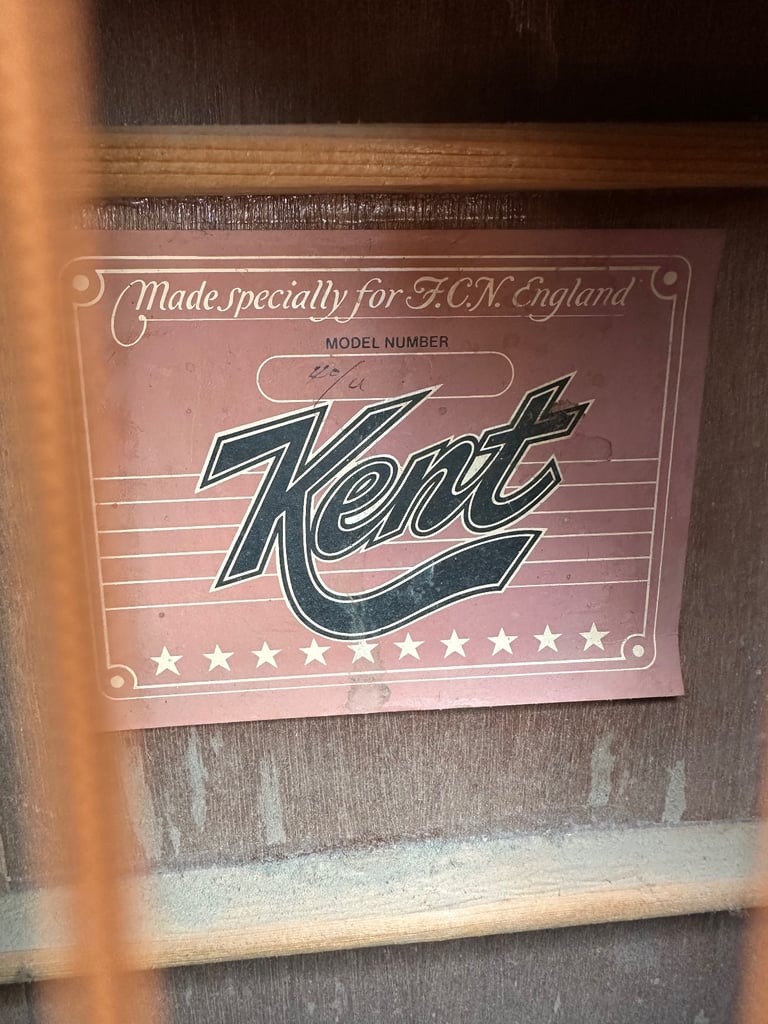 Made specially for F.C.N. England
MODEL NUMBER
Kent